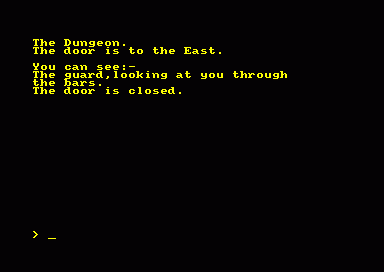 The Dungeon.
The door is to the East.
You can see:-
The guard,looking at you through
the bars.
The door is closed.
> _